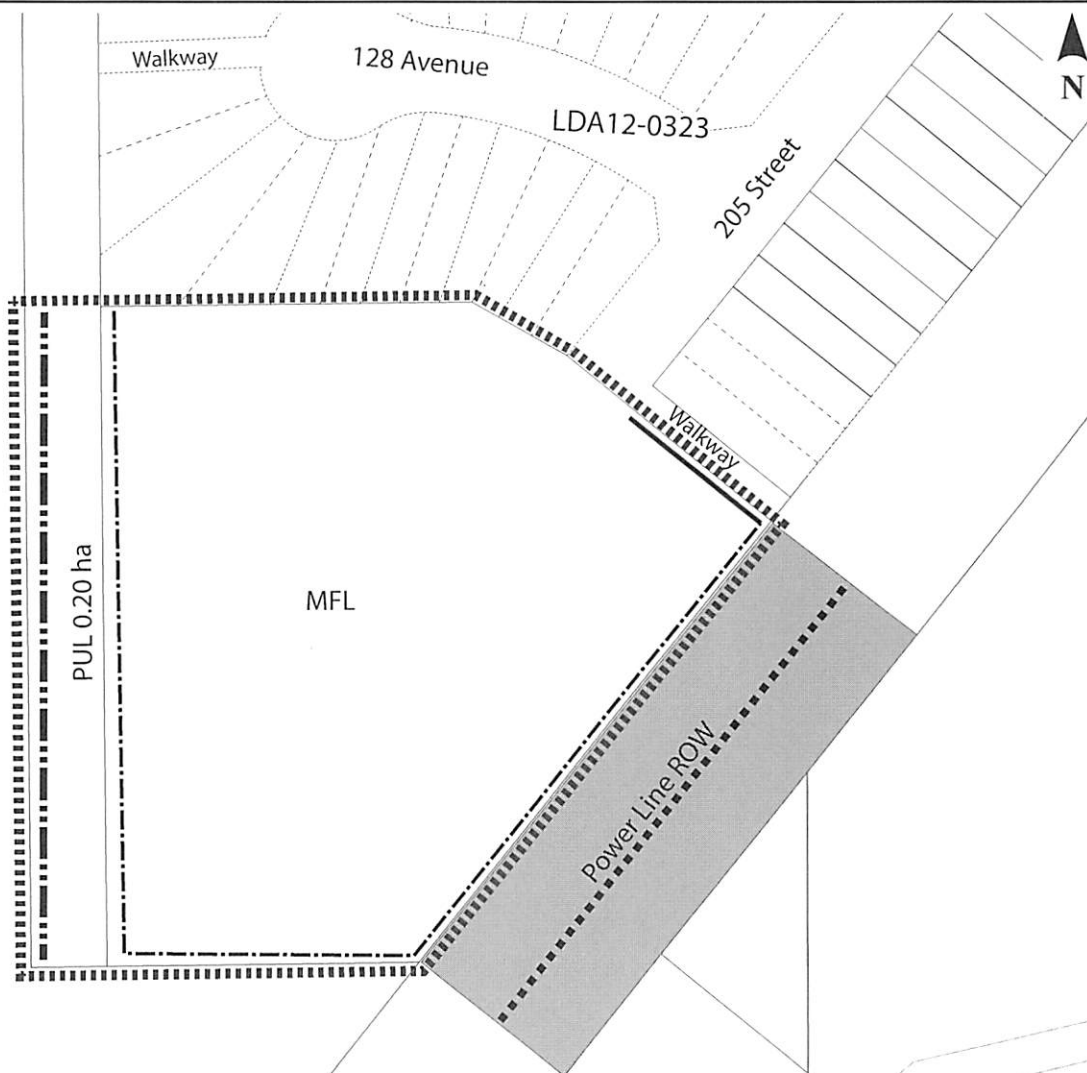 Walkway
128 Avenue
N
LDA12-0323
205 Street
Walkway
PUL 0.20 ha
MFL
Power Line ROW